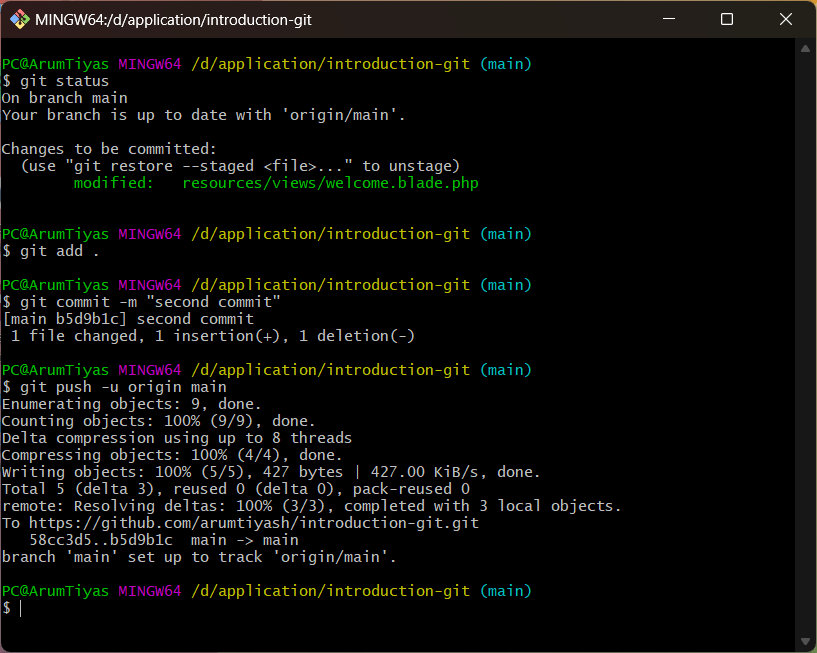 MINGW64:/d/application/introduction-git
PC@ArumTiyas MINGW64 /d/application/introduction-git (main)
$ git status
On branch main
Your branch is up to date with 'origin/main'.
Changes to be committed:
  (use "git restore --staged <file>..." to unstage)
        modified:   resources/views/welcome.blade.php
PC@ArumTiyas MINGW64 /d/application/introduction-git (main)
$ git add .
PC@ArumTiyas MINGW64 /d/application/introduction-git (main)
$ git commit -m "second commit"
[main b5d9b1c] second commit
 1 file changed, 1 insertion(+), 1 deletion(-)
PC@ArumTiyas MINGW64 /d/application/introduction-git (main)
$ git push -u origin main
Enumerating objects: 9, done.
Counting objects: 100% (9/9), done.
Delta compression using up to 8 threads
Compressing objects: 100% (4/4), done.
Writing objects: 100% (5/5), 427 bytes | 427.00 KiB/s, done.
Total 5 (delta 3), reused 0 (delta 0), pack-reused 0
remote: Resolving deltas: 100% (3/3), completed with 3 local objects.
To https://github.com/arumtiyash/introduction-git.git
   58cc3d5..b5d9b1c  main -> main
branch 'main' set up to track 'origin/main'.
PC@ArumTiyas MINGW64 /d/application/introduction-git (main)
$